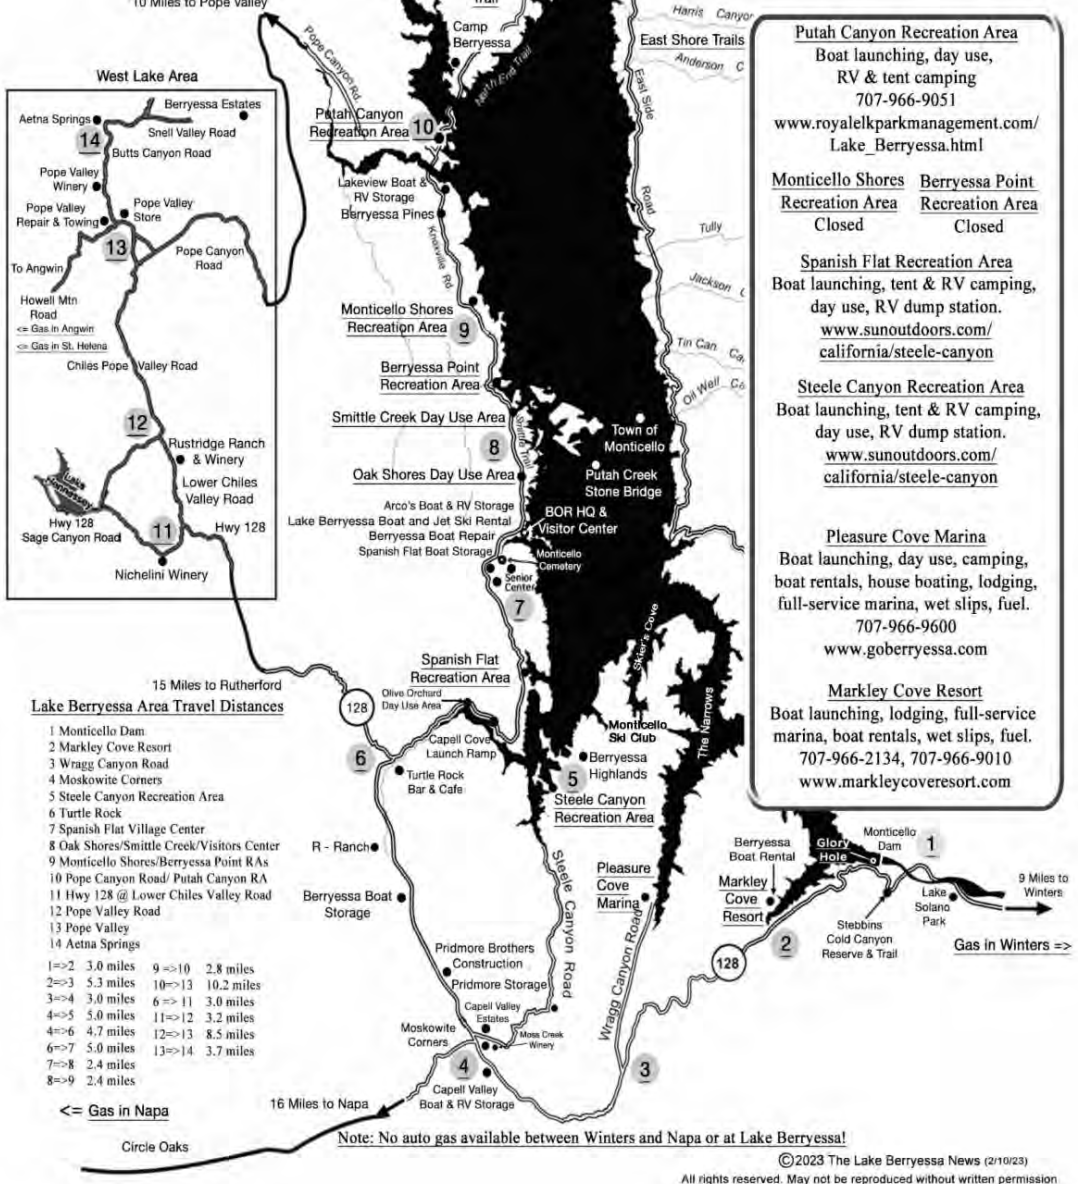 10 Miles to Pope Valley
Trail
Camp
Berryessa
North End Trail
Pope Canyon Rd.
Putah Canyon
Recreation Area
10
Harris Canyon
East Shore Trails
Anderson C
East Side
Road
West Lake Area
Berryessa Estates
Aetna Springs
Snell Valley Road
14
Butts Canyon Road
Pope Valley
Winery
Pope Valley
Repair & Towing
Pope Valley
Store
13
Pope Canyon
Road
To Angwin
Howell Mtn
Road
<= Gas in Angwin
<= Gas in St. Helena
Chiles Pope Valley Road
12
Rustridge Ranch
& Winery
Lake
Hennessey
Lower Chiles
Valley Road
Hwy 128
Sage Canyon Road
11
Hwy 128
Nichelini Winery
Lakeview Boat &
RV Storage
Berryessa Pines
Knoxville Rd.
Tully
Jackson C
Tin Can Ca
Oil Well Ca
Monticello Shores
Recreation Area
9
Berryessa Point
Recreation Area
Smittle Creek Day Use Area
Smittle Trail
8
Oak Shores Day Use Area
Town of
Monticello
Putah Creek
Stone Bridge
Arco's Boat & RV Storage
Lake Berryessa Boat and Jet Ski Rental
Berryessa Boat Repair
Spanish Flat Boat Storage
BOR HQ &
Visitor Center
Monticello
Cemetery
Senior
Center
7
Skier's Cove
The Narrows
Spanish Flat
Recreation Area
Olive Orchard
Day Use Area
Capell Cove
Launch Ramp
Monticello
Ski Club
Berryessa
Highlands
5
Steele Canyon
Recreation Area
15 Miles to Rutherford
128
6
Turtle Rock
Bar & Cafe
R - Ranch
Berryessa Boat
Storage
Pridmore Brothers
Construction
Pridmore Storage
Steele Canyon Road
Capell Valley
Estates
Moskowite
Corners
Moss Creek
Winery
4
Capell Valley
Boat & RV Storage
Pleasure
Cove
Marina
Wragg Canyon Road
3
128
Berryessa
Boat Rental
Markley
Cove
Resort
2
Glory
Hole
Monticello
Dam
1
Stebbins
Cold Canyon
Reserve & Trail
Lake
Solano
Park
9 Miles to
Winters
Gas in Winters =>
Putah Canyon Recreation Area
Boat launching, day use,
RV & tent camping
707-966-9051
www.royalelkparkmanagement.com/
Lake_Berryessa.html
Monticello Shores
Recreation Area
Closed
Berryessa Point
Recreation Area
Closed
Spanish Flat Recreation Area
Boat launching, tent & RV camping,
day use, RV dump station.
www.sunoutdoors.com/
california/steele-canyon
Steele Canyon Recreation Area
Boat launching, tent & RV camping,
day use, RV dump station.
www.sunoutdoors.com/
california/steele-canyon
Pleasure Cove Marina
Boat launching, day use, camping,
boat rentals, house boating, lodging,
full-service marina, wet slips, fuel.
707-966-9600
www.goberryessa.com
Markley Cove Resort
Boat launching, lodging, full-service
marina, boat rentals, wet slips, fuel.
707-966-2134, 707-966-9010
www.markleycoveresort.com
Lake Berryessa Area Travel Distances
1 Monticello Dam
2 Markley Cove Resort
3 Wragg Canyon Road
4 Moskowite Corners
5 Steele Canyon Recreation Area
6 Turtle Rock
7 Spanish Flat Village Center
8 Oak Shores/Smittle Creek/Visitors Center
9 Monticello Shores/Berryessa Point RAs
10 Pope Canyon Road/ Putah Canyon RA
11 Hwy 128 @ Lower Chiles Valley Road
12 Pope Valley Road
13 Pope Valley
14 Aetna Springs
1=>2 3.0 miles 9 =>10 2.8 miles
2=>3 5.3 miles 10=>13 10.2 miles
3=>4 3.0 miles 6 => 11 3.0 miles
4=>5 5.0 miles 11=>12 3.2 miles
4=>6 4.7 miles 12=>13 8.5 miles
6=>7 5.0 miles 13=>14 3.7 miles
7=>8 2.4 miles
8=>9 2.4 miles
<= Gas in Napa
16 Miles to Napa
Circle Oaks
Note: No auto gas available between Winters and Napa or at Lake Berryessa!
©2023 The Lake Berryessa News (2/10/23)
All rights reserved. May not be reproduced without written permission